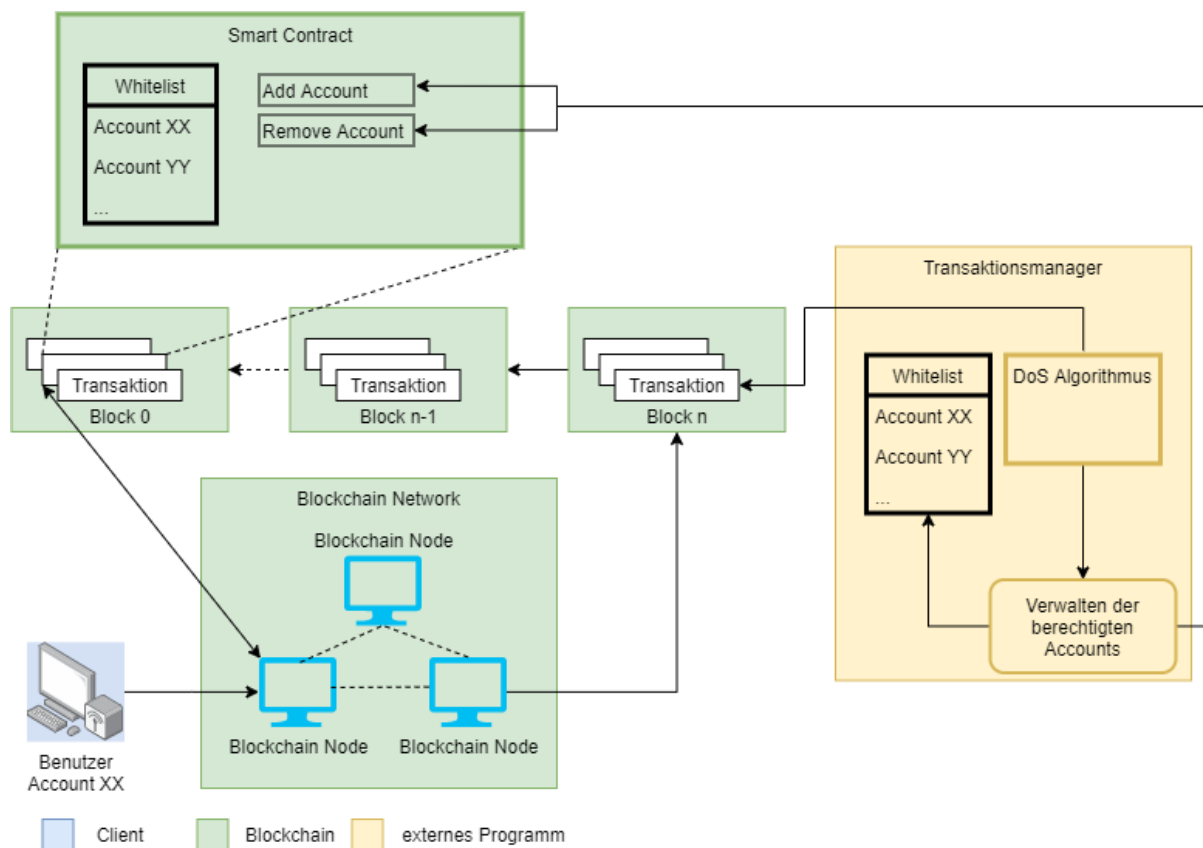 Smart Contract
Whitelist
Account XX
Account YY
...
Add Account
Remove Account
Transaktion
Block 0
Transaktion
Block n-1
Transaktion
Block n
Transaktionsmanager
Whitelist
Account XX
Account YY
...
DoS Algorithmus
Verwalten der
berechtigten
Accounts
Blockchain Network
Blockchain Node
Blockchain Node
Blockchain Node
Benutzer
Account XX
Client
Blockchain
externes Programm